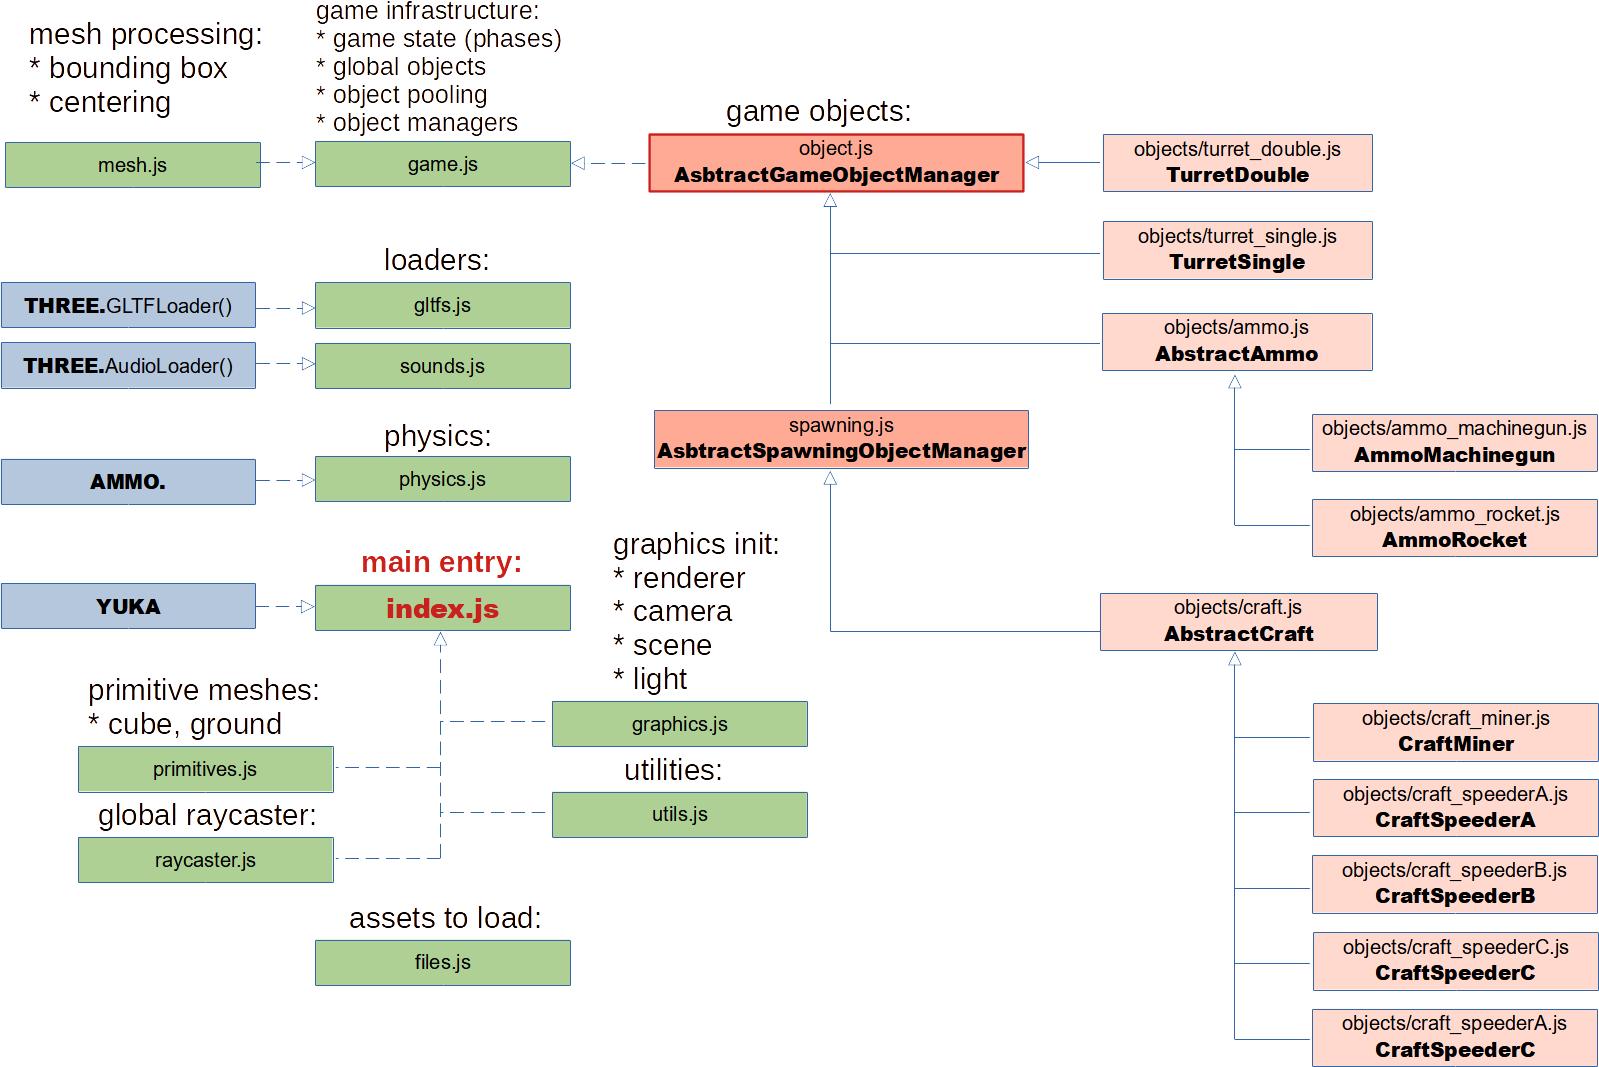 mesh processing:
* bounding box
* centering
mesh.js
game infrastructure:
* game state (phases)
* global objects
* object pooling
* object managers
game.js
game objects:
object.js
AsbtractGameObjectManager
objects/turret_double.js
TurretDouble
objects/turret_single.js
TurretSingle
loaders:
THREE.GLTFLoader()
gltfs.js
THREE.AudioLoader()
sounds.js
objects/ammo.js
AbstractAmmo
spawning.js
AsbtractSpawningObjectManager
objects/ammo_machinegun.js
AmmoMachinegun
objects/ammo_rocket.js
AmmoRocket
physics:
AMMO.
physics.js
main entry:
YUKA
index.js
graphics init:
* renderer
* camera
* scene
* light
graphics.js
primitive meshes:
* cube, ground
primitives.js
utilities:
utils.js
global raycaster:
raycaster.js
assets to load:
files.js
objects/craft.js
AbstractCraft
objects/craft_miner.js
CraftMiner
objects/craft_speederA.js
CraftSpeederA
objects/craft_speederB.js
CraftSpeederB
objects/craft_speederC.js
CraftSpeederC
objects/craft_speederA.js
CraftSpeederC